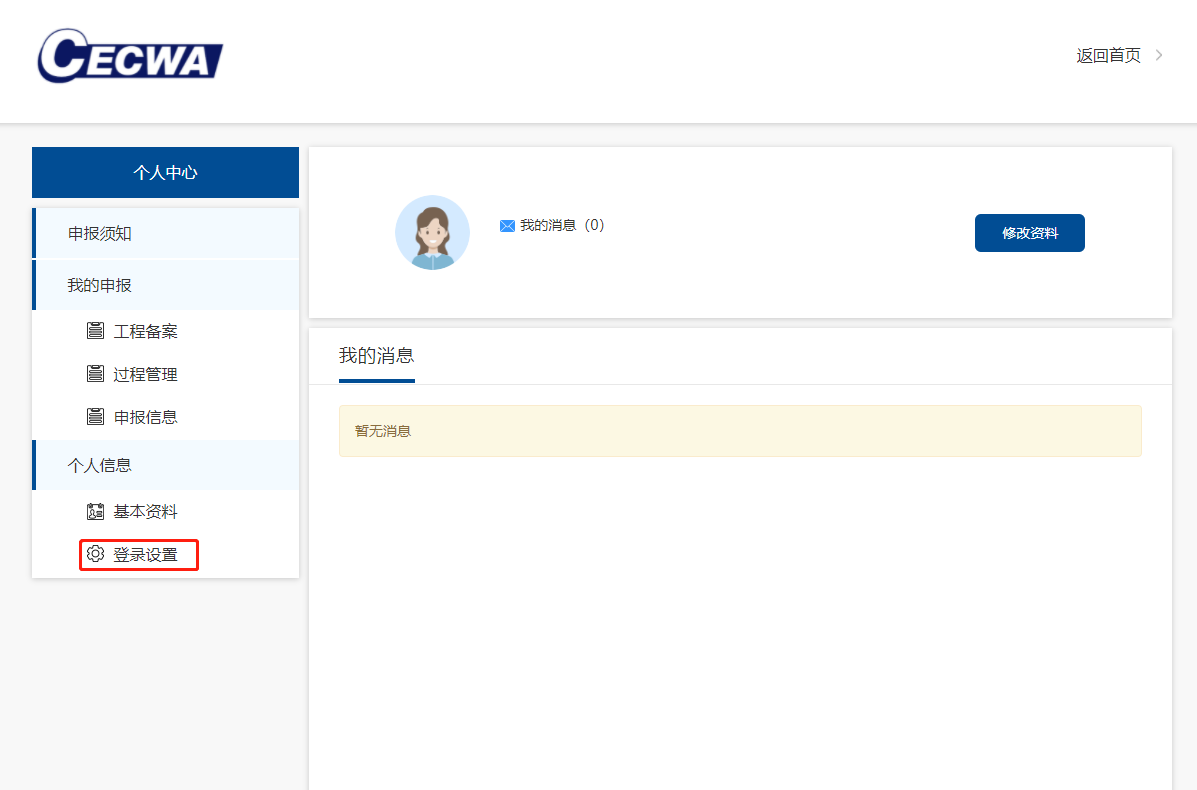 CECWA
返回首页
个人中心
申报须知
我的申报
工程备案
过程管理
申报信息
个人信息
基本资料
登录设置
我的消息（0）
修改资料
我的消息
暂无消息